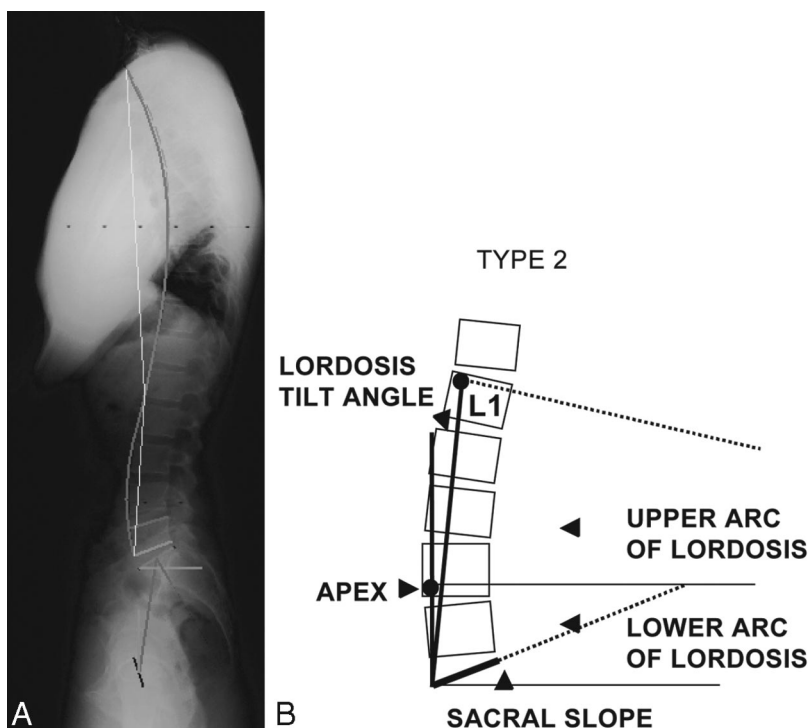 TYPE 2
LORDOSIS
TILT ANGLE
L1
UPPER ARC
OF LORDOSIS
APEX
LOWER ARC
OF LORDOSIS
A
B
SACRAL SLOPE